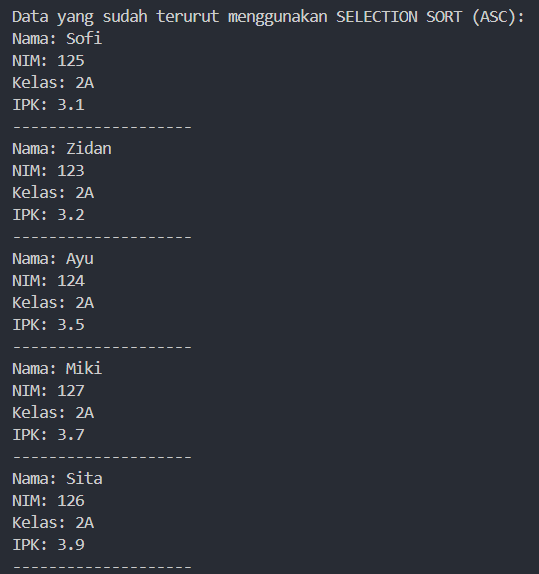 Data yang sudah terurut menggunakan SELECTION SORT (ASC):
Nama: Sofi
NIM: 125
Kelas: 2A
IPK: 3.1
--------------------
Nama: Zidan
NIM: 123
Kelas: 2A
IPK: 3.2
--------------------
Nama: Ayu
NIM: 124
Kelas: 2A
IPK: 3.5
--------------------
Nama: Miki
NIM: 127
Kelas: 2A
IPK: 3.7
--------------------
Nama: Sita
NIM: 126
Kelas: 2A
IPK: 3.9
--------------------